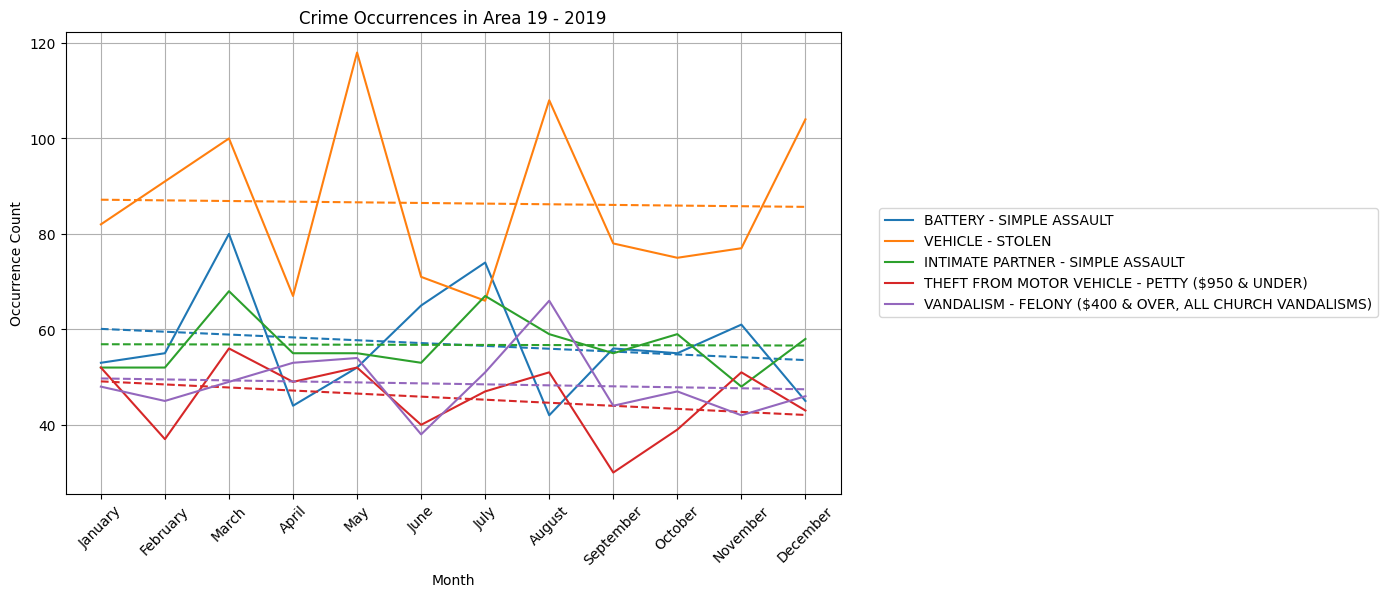 Crime Occurrences in Area 19 - 2019
120
100
80
60
40
Occurrence Count
January
February
March
April
May
June
July
August
September
October
November
December
Month
BATTERY - SIMPLE ASSAULT
VEHICLE - STOLEN
INTIMATE PARTNER - SIMPLE ASSAULT
THEFT FROM MOTOR VEHICLE - PETTY ($950 & UNDER)
VANDALISM - FELONY ($400 & OVER, ALL CHURCH VANDALISMS)